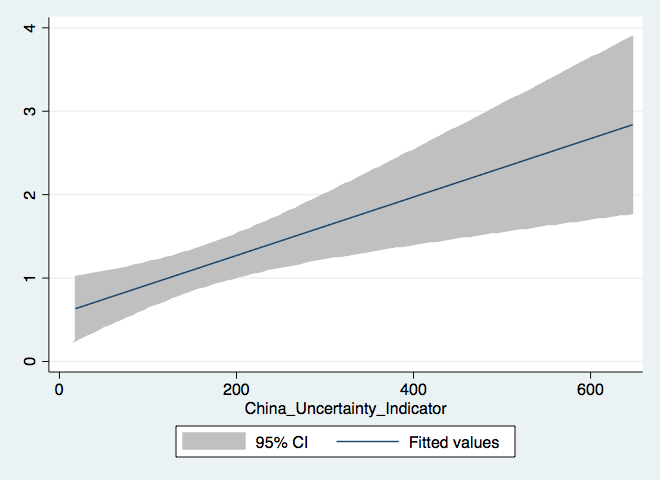 4
3
2
1
0
0 200 400 600
China_Uncertainty_Indicator
95% CI Fitted values